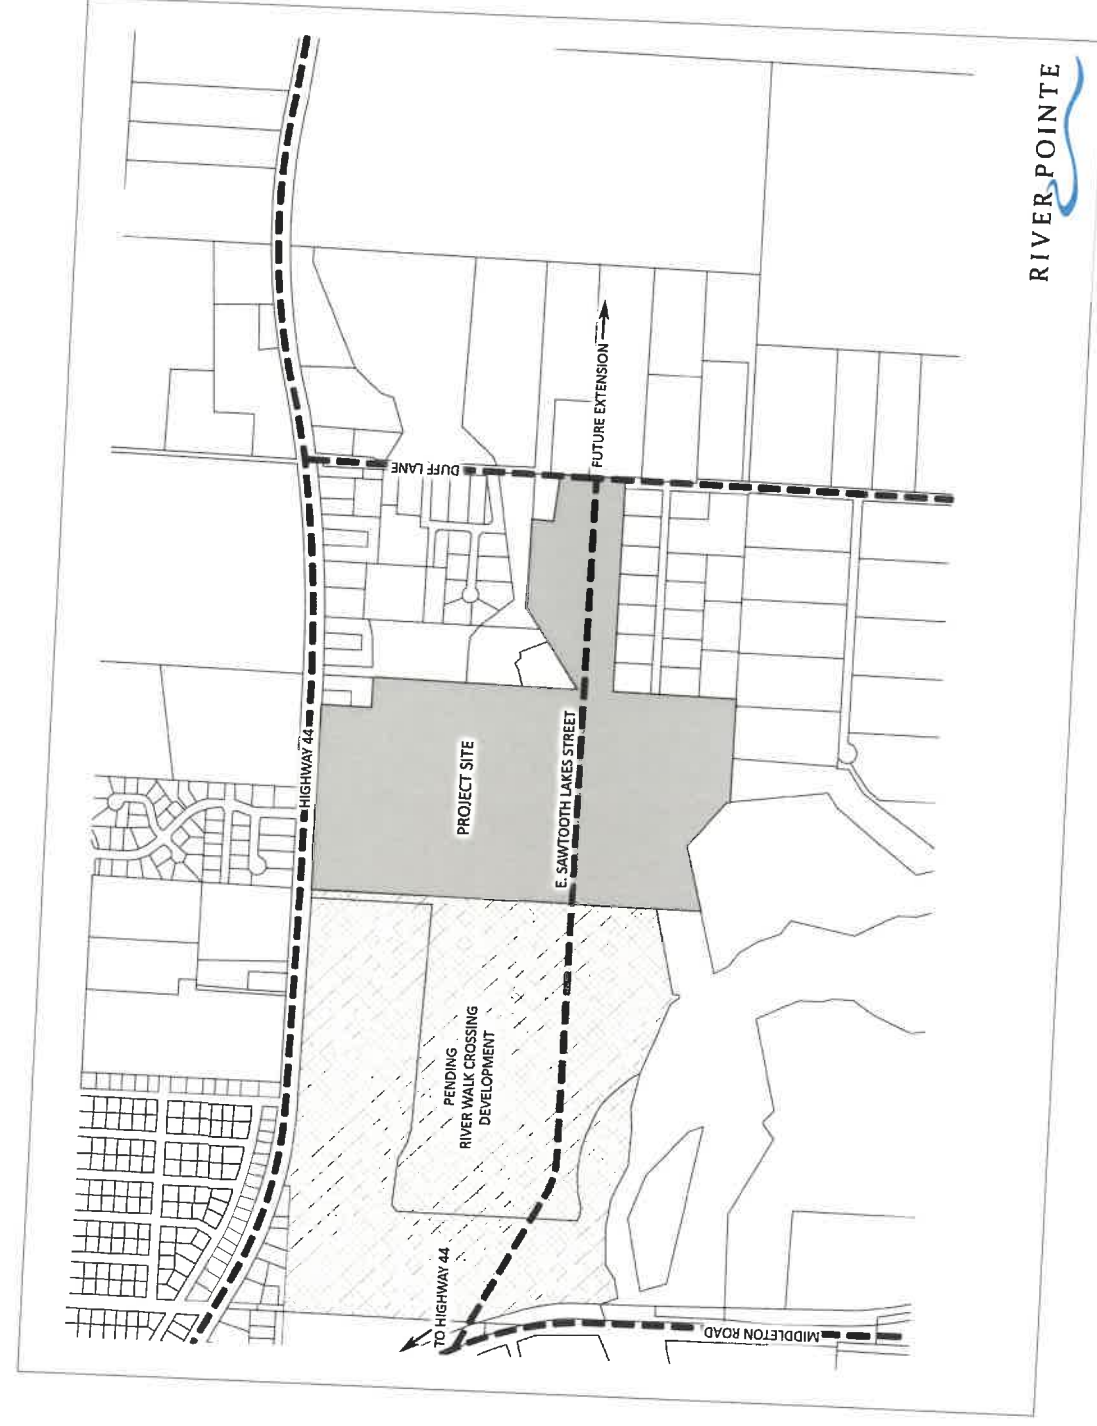 RIVER POINTE
HIGHWAY 44
DUFF LANE
FUTURE EXTENSION
PROJECT SITE
E. SAWTOOTH LAKES STREET
PENDING
RIVER WALK CROSSING
DEVELOPMENT
TO HIGHWAY 44
MIDDLETON ROAD